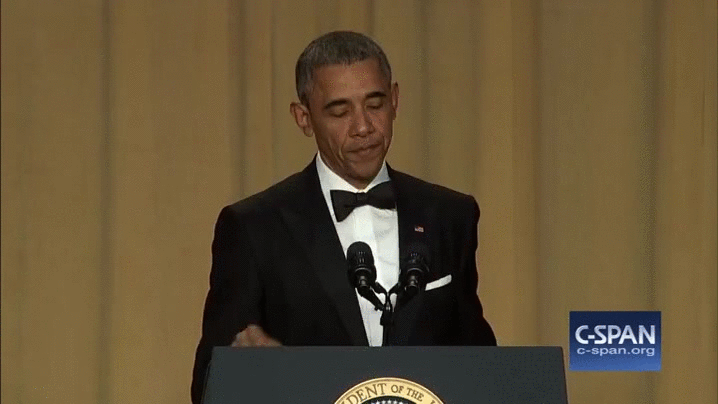 C-SPAN
c-span.org
DENT OF THE